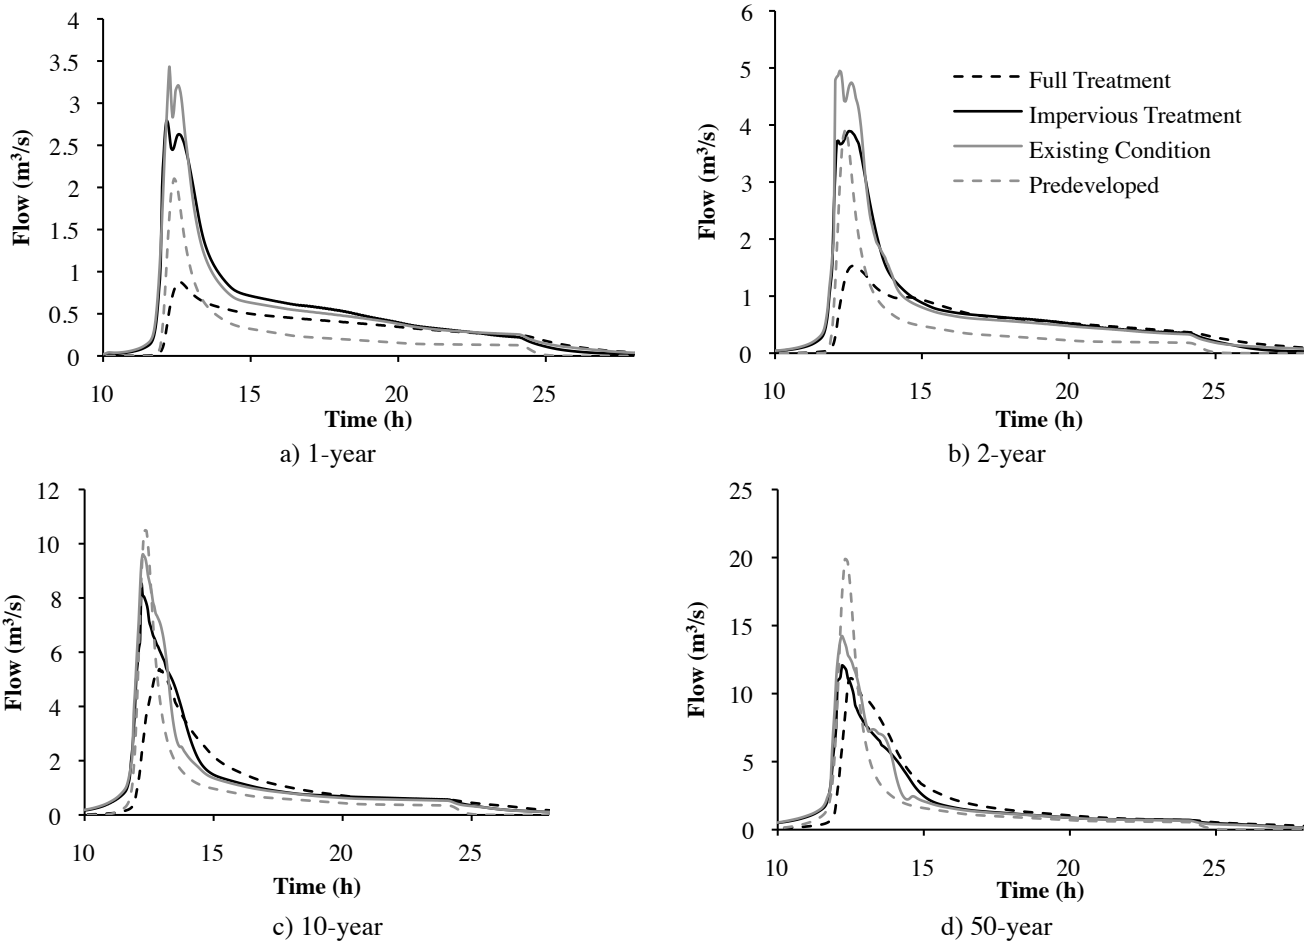 4
3.5
3
2.5
2
1.5
1
0.5
0
Flow (m³/s)
10 15 20 25
Time (h)
a) 1-year
6
5
4
3
2
1
0
Flow (m³/s)
Full Treatment
Impervious Treatment
Existing Condition
Predeveloped
10 15 20 25
Time (h)
b) 2-year
12
10
8
6
4
2
0
Flow (m³/s)
10 15 20 25
Time (h)
c) 10-year
25
20
15
10
5
0
Flow (m³/s)
10 15 20 25
Time (h)
d) 50-year